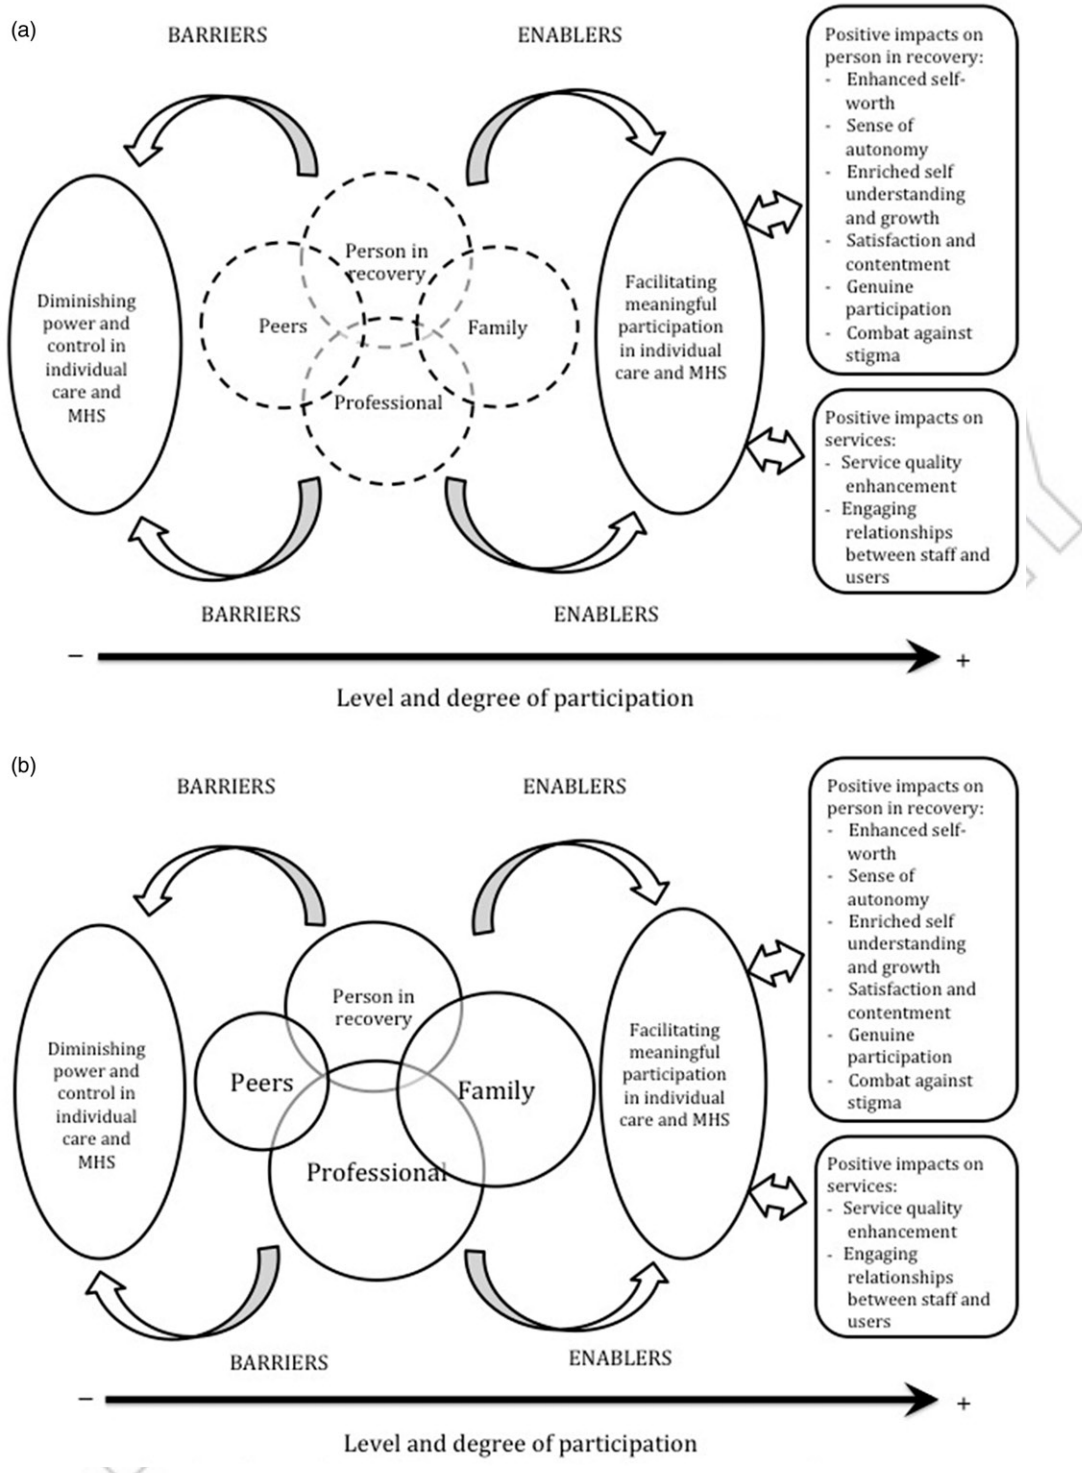 (a)
BARRIERS
ENABLERS
Positive impacts on
person in recovery:
- Enhanced self-
worth
- Sense of
autonomy
- Enriched self
understanding
and growth
- Satisfaction and
contentment
- Genuine
participation
- Combat against
stigma
Diminishing
power and
control in
individual
care and
MHS
Person in
recovery
Peers
Family
Professional
Facilitating
meaningful
participation
in individual
care and MHS
Positive impacts on
services:
- Service quality
enhancement
- Engaging
relationships
between staff and
users
BARRIERS
ENABLERS
− +
Level and degree of participation
(b)
BARRIERS
ENABLERS
Positive impacts on
person in recovery:
- Enhanced self-
worth
- Sense of
autonomy
- Enriched self
understanding
and growth
- Satisfaction and
contentment
- Genuine
participation
- Combat against
stigma
Diminishing
power and
control in
individual
care and
MHS
Person in
recovery
Peers
Family
Professional
Facilitating
meaningful
participation
in individual
care and MHS
Positive impacts on
services:
- Service quality
enhancement
- Engaging
relationships
between staff and
users
BARRIERS
ENABLERS
− +
Level and degree of participation